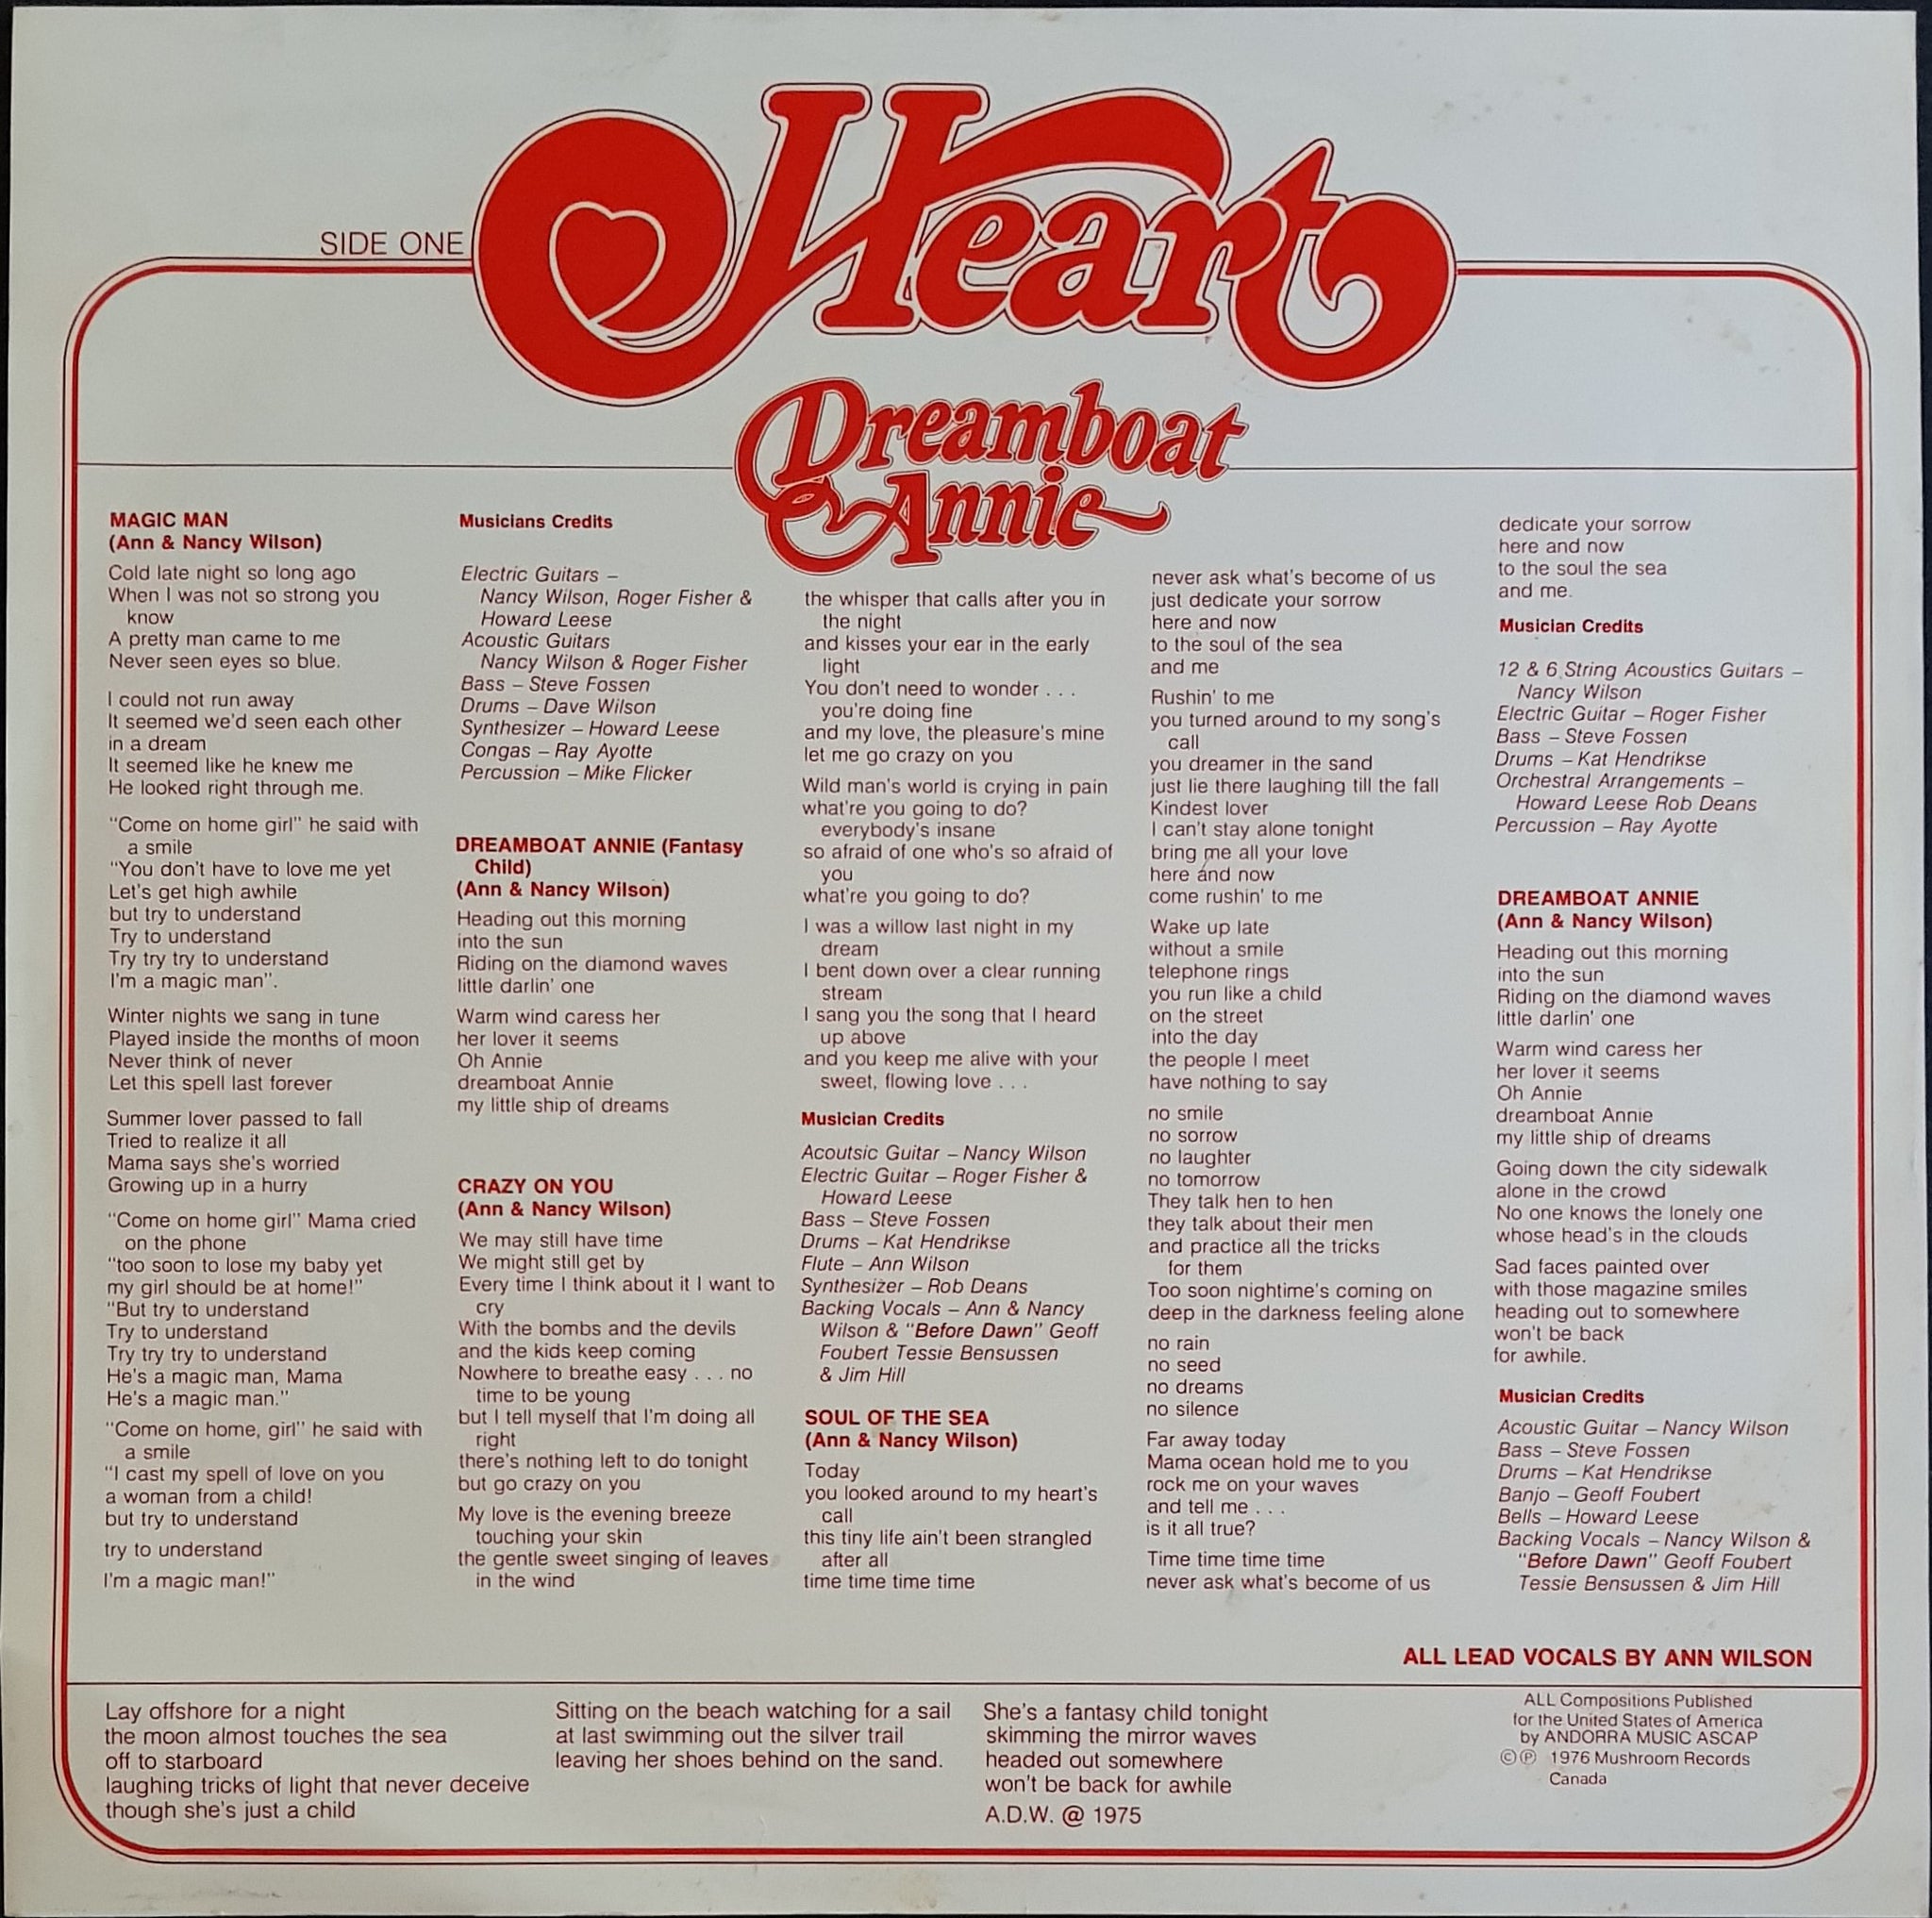 SIDE ONE
Heart
Dreamboat
Annie
MAGIC MAN
(Ann & Nancy Wilson)
Cold late night so long ago
When I was not so strong you
know
A pretty man came to me
Never seen eyes so blue.
I could not run away
It seemed we'd seen each other
in a dream
It seemed like he knew me
He looked right through me.
"Come on home girl" he said with
a smile
"You don't have to love me yet
Let's get high awhile
but try to understand
Try to understand
Try try try to understand
I'm a magic man".
Winter nights we sang in tune
Played inside the months of moon
Never think of never
Let this spell last forever
Summer lover passed to fall
Tried to realize it all
Mama says she's worried
Growing up in a hurry
"Come on home girl" Mama cried
on the phone
"too soon to lose my baby yet
my girl should be at home!"
"But try to understand
Try to understand
Try try try to understand
He's a magic man, Mama
He's a magic man."
"Come on home, girl" he said with
a smile
"I cast my spell of love on you
a woman from a child!
but try to understand
try to understand
I'm a magic man!"
Musicians Credits
Electric Guitars –
Nancy Wilson, Roger Fisher &
Howard Leese
Acoustic Guitars
Nancy Wilson & Roger Fisher
Bass – Steve Fossen
Drums – Dave Wilson
Synthesizer – Howard Leese
Congas – Ray Ayotte
Percussion – Mike Flicker
DREAMBOAT ANNIE (Fantasy
Child)
(Ann & Nancy Wilson)
Heading out this morning
into the sun
Riding on the diamond waves
little darlin' one
Warm wind caress her
her lover it seems
Oh Annie
dreamboat Annie
my little ship of dreams
CRAZY ON YOU
(Ann & Nancy Wilson)
We may still have time
We might still get by
Every time I think about it I want to
cry
With the bombs and the devils
and the kids keep coming
Nowhere to breathe easy . . . no
time to be young
but I tell myself that I'm doing all
right
there's nothing left to do tonight
but go crazy on you
My love is the evening breeze
touching your skin
the gentle sweet singing of leaves
in the wind
the whisper that calls after you in
the night
and kisses your ear in the early
light
You don't need to wonder . . .
you're doing fine
and my love, the pleasure's mine
let me go crazy on you
Wild man's world is crying in pain
what're you going to do?
everybody's insane
so afraid of one who's so afraid of
you
what're you going to do?
I was a willow last night in my
dream
I bent down over a clear running
stream
I sang you the song that I heard
up above
and you keep me alive with your
sweet, flowing love . . .
Musician Credits
Acoutsic Guitar – Nancy Wilson
Electric Guitar – Roger Fisher &
Howard Leese
Bass – Steve Fossen
Drums – Kat Hendrikse
Flute – Ann Wilson
Synthesizer – Rob Deans
Backing Vocals – Ann & Nancy
Wilson & "Before Dawn" Geoff
Foubert Tessie Bensussen
& Jim Hill
SOUL OF THE SEA
(Ann & Nancy Wilson)
Today
you looked around to my heart's
call
this tiny life ain't been strangled
after all
time time time time
never ask what's become of us
just dedicate your sorrow
here and now
to the soul of the sea
and me
Rushin' to me
you turned around to my song's
call
you dreamer in the sand
just lie there laughing till the fall
Kindest lover
I can't stay alone tonight
bring me all your love
here and now
come rushin' to me
Wake up late
without a smile
telephone rings
you run like a child
on the street
into the day
the people I meet
have nothing to say
no smile
no sorrow
no laughter
no tomorrow
They talk hen to hen
they talk about their men
and practice all the tricks
for them
Too soon nightime's coming on
deep in the darkness feeling alone
no rain
no seed
no dreams
no silence
Far away today
Mama ocean hold me to you
rock me on your waves
and tell me . . .
is it all true?
Time time time time
never ask what's become of us
dedicate your sorrow
here and now
to the soul the sea
and me.
Musician Credits
12 & 6 String Acoustics Guitars –
Nancy Wilson
Electric Guitar – Roger Fisher
Bass – Steve Fossen
Drums – Kat Hendrikse
Orchestral Arrangements –
Howard Leese Rob Deans
Percussion – Ray Ayotte
DREAMBOAT ANNIE
(Ann & Nancy Wilson)
Heading out this morning
into the sun
Riding on the diamond waves
little darlin' one
Warm wind caress her
her lover it seems
Oh Annie
dreamboat Annie
my little ship of dreams
Going down the city sidewalk
alone in the crowd
No one knows the lonely one
whose head's in the clouds
Sad faces painted over
with those magazine smiles
heading out to somewhere
won't be back
for awhile.
Musician Credits
Acoustic Guitar – Nancy Wilson
Bass – Steve Fossen
Drums – Kat Hendrikse
Banjo – Geoff Foubert
Bells – Howard Leese
Backing Vocals – Nancy Wilson &
"Before Dawn" Geoff Foubert
Tessie Bensussen & Jim Hill
ALL LEAD VOCALS BY ANN WILSON
Lay offshore for a night
the moon almost touches the sea
off to starboard
laughing tricks of light that never deceive
though she's just a child
Sitting on the beach watching for a sail
at last swimming out the silver trail
leaving her shoes behind on the sand.
She's a fantasy child tonight
skimming the mirror waves
headed out somewhere
won't be back for awhile
A.D.W. @ 1975
ALL Compositions Published
for the United States of America
by ANDORRA MUSIC ASCAP
©℗ 1976 Mushroom Records
Canada